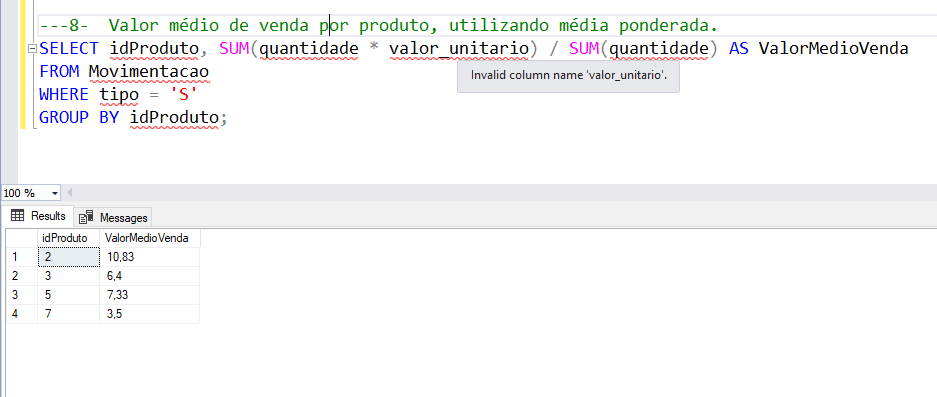 ---8-  Valor médio de venda por produto, utilizando média ponderada.
SELECT idProduto, SUM(quantidade * valor_unitario) / SUM(quantidade) AS ValorMedioVenda
FROM Movimentacao
Invalid column name 'valor_unitario'.
WHERE tipo = 'S'
GROUP BY idProduto;
100 %
Results Messages
idProduto ValorMedioVenda
1 2 10,83
2 3 6,4
3 5 7,33
4 7 3,5